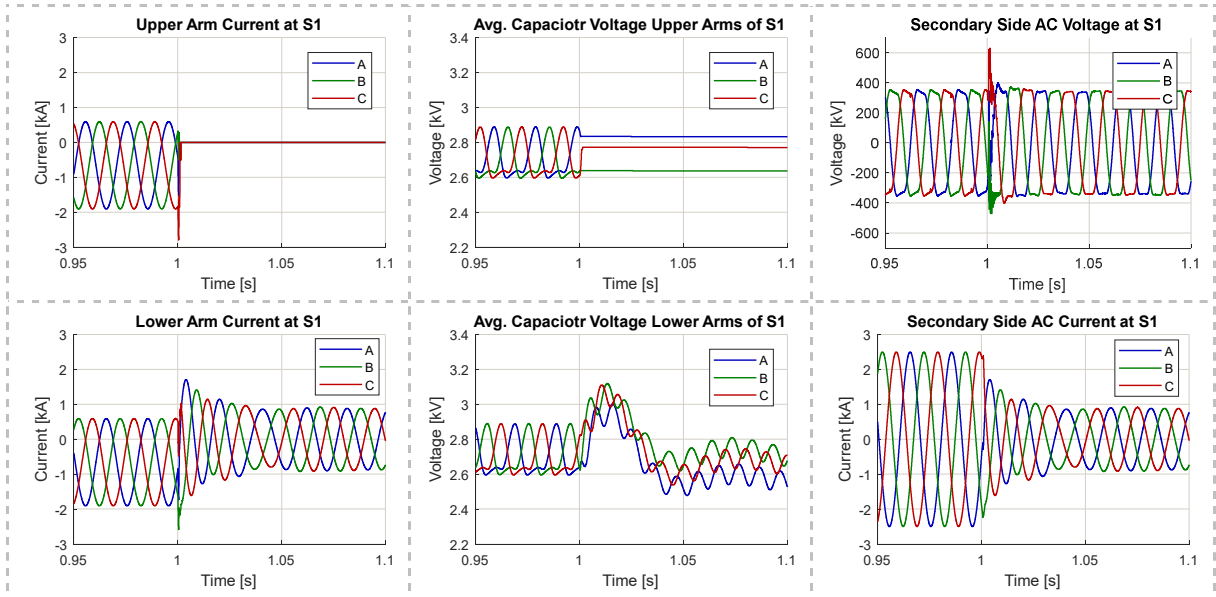 Upper Arm Current at S1
3
2
1
0
-1
-2
-3
Current [kA]
A
B
C
0.95
1
1.05
1.1
Time [s]
Avg. Capaciotr Voltage Upper Arms of S1
3.4
3.2
3
2.8
2.6
2.4
2.2
Voltage [kV]
A
B
C
0.95
1
1.05
1.1
Time [s]
Secondary Side AC Voltage at S1
600
400
200
0
-200
-400
-600
Voltage [kV]
A
B
C
0.95
1
1.05
1.1
Time [s]
Lower Arm Current at S1
3
2
1
0
-1
-2
-3
Current [kA]
A
B
C
0.95
1
1.05
1.1
Time [s]
Avg. Capaciotr Voltage Lower Arms of S1
3.4
3.2
3
2.8
2.6
2.4
2.2
Voltage [kV]
A
B
C
0.95
1
1.05
1.1
Time [s]
Secondary Side AC Current at S1
3
2
1
0
-1
-2
-3
Current [kA]
A
B
C
0.95
1
1.05
1.1
Time [s]